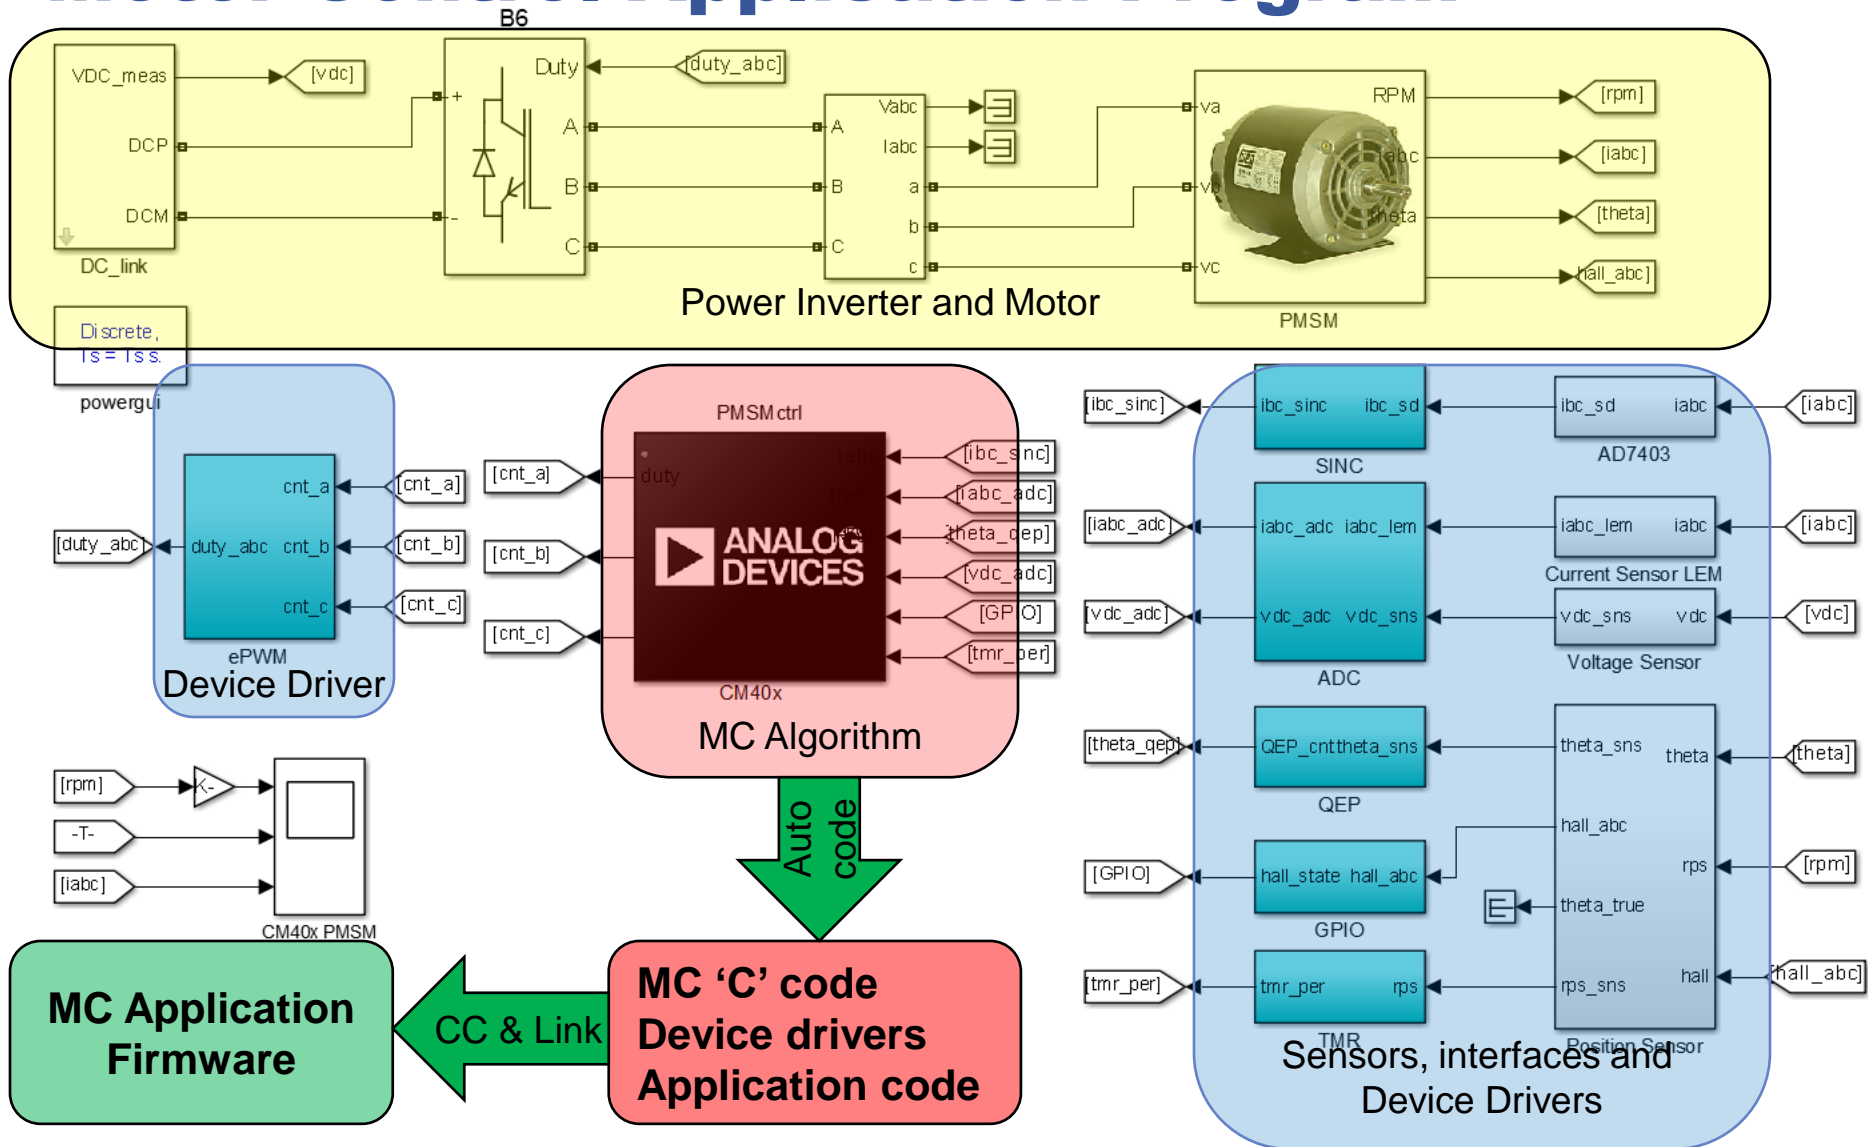 Motor Control Application Program
B6
VDC_meas
[vdc]
Duty
[duty_abc]
DCP
DCM
DC_link
+
-
A
B
C
A
B
C
Vabc
Iabc
a
b
c
va
vb
vc
RPM
iabc
theta
[rpm]
[iabc]
[theta]
hall_abc]
PMSM
Power Inverter and Motor
Discrete,
Ts = Ts s.
powergui
cnt_a
[cnt_a]
[duty_abc]
duty_abc
cnt_b
[cnt_b]
cnt_c
[cnt_c]
ePWM
Device Driver
PMSMctrl
[cnt_a]
[cnt_b]
[cnt_c]
duty
iabc
ANALOG
DEVICES
[ibc_sinc]
[iabc_adc]
[theta_qep]
[vdc_adc]
[GPIO]
[tmr_per]
CM40x
MC Algorithm
[ibc_sinc]
ibc_sinc
ibc_sd
ibc_sd
iabc
[iabc]
SINC
AD7403
[iabc_adc]
iabc_adc
iabc_lem
iabc_lem
iabc
[iabc]
Current Sensor LEM
[vdc_adc]
vdc_adc
vdc_sns
vdc_sns
vdc
[vdc]
ADC
Voltage Sensor
[theta_qep]
QEP_cnt
theta_sns
theta_sns
theta
[theta]
QEP
hall_abc
[GPIO]
hall_state
hall_abc
rps
[rpm]
theta_true
GPIO
[tmr_per]
tmr_per
rps
rps_sns
hall
[hall_abc]
TMR
Position Sensor
Sensors, interfaces and
Device Drivers
[rpm]
K-
-T-
[iabc]
CM40x PMSM
Auto
code
MC Application
Firmware
CC & Link
MC ‘C’ code
Device drivers
Application code